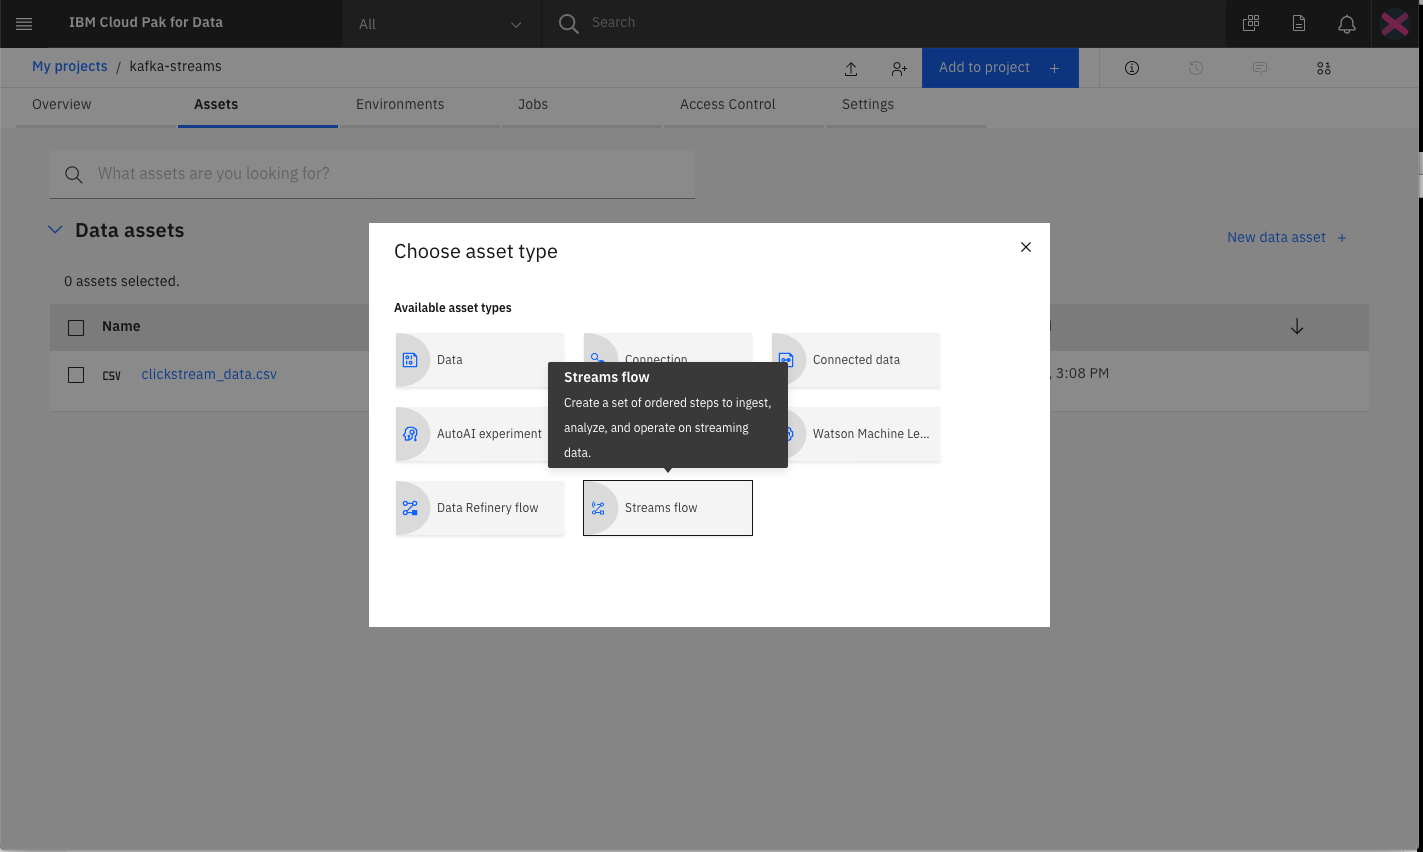 IBM Cloud Pak for Data
All
Search
My projects / kafka-streams
Add to project +
Overview
Assets
Environments
Jobs
Access Control
Settings
What assets are you looking for?
Data assets
New data asset +
0 assets selected.
Name
CSV
clickstream_data.csv
, 3:08 PM
Choose asset type
Available asset types
Data
Connection
Connected data
Streams flow
Create a set of ordered steps to ingest,
analyze, and operate on streaming
data.
AutoAI experiment
Watson Machine Le...
Data Refinery flow
Streams flow